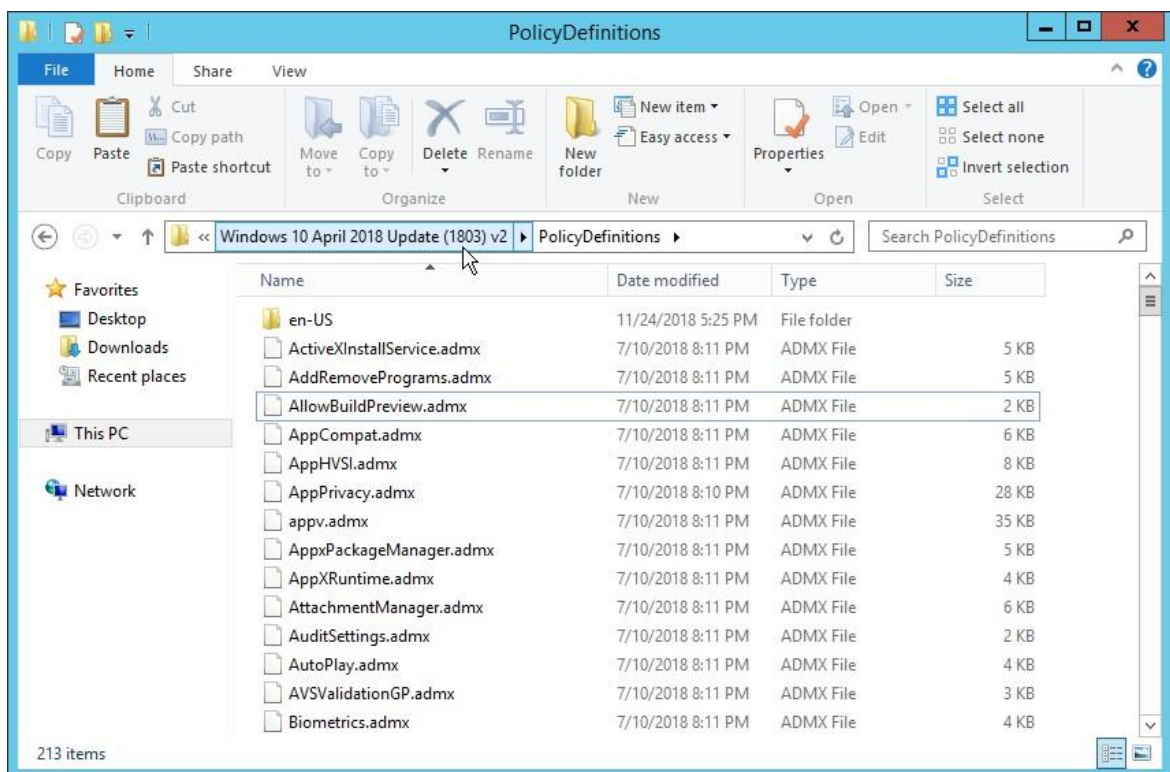 PolicyDefinitions
File Home Share View
Copy
Paste
Cut
Copy path
Paste shortcut
Clipboard
Move to
Copy to
Delete
Rename
Organize
New folder
New item
Easy access
New
Properties
Open
Edit
Open
Select all
Select none
Invert selection
Select
« Windows 10 April 2018 Update (1803) v2 PolicyDefinitions
Search PolicyDefinitions
Favorites
Desktop
Downloads
Recent places
This PC
Network
Name Date modified Type Size
en-US 11/24/2018 5:25 PM File folder
ActiveXInstallService.admx 7/10/2018 8:11 PM ADMX File 5 KB
AddRemovePrograms.admx 7/10/2018 8:11 PM ADMX File 5 KB
AllowBuildPreview.admx 7/10/2018 8:11 PM ADMX File 2 KB
AppCompat.admx 7/10/2018 8:11 PM ADMX File 6 KB
AppHVSI.admx 7/10/2018 8:11 PM ADMX File 8 KB
AppPrivacy.admx 7/10/2018 8:10 PM ADMX File 28 KB
appv.admx 7/10/2018 8:11 PM ADMX File 35 KB
AppxPackageManager.admx 7/10/2018 8:11 PM ADMX File 5 KB
AppXRuntime.admx 7/10/2018 8:11 PM ADMX File 4 KB
AttachmentManager.admx 7/10/2018 8:11 PM ADMX File 6 KB
AuditSettings.admx 7/10/2018 8:11 PM ADMX File 2 KB
AutoPlay.admx 7/10/2018 8:11 PM ADMX File 4 KB
AVSValidationGP.admx 7/10/2018 8:11 PM ADMX File 3 KB
Biometrics.admx 7/10/2018 8:11 PM ADMX File 4 KB
213 items